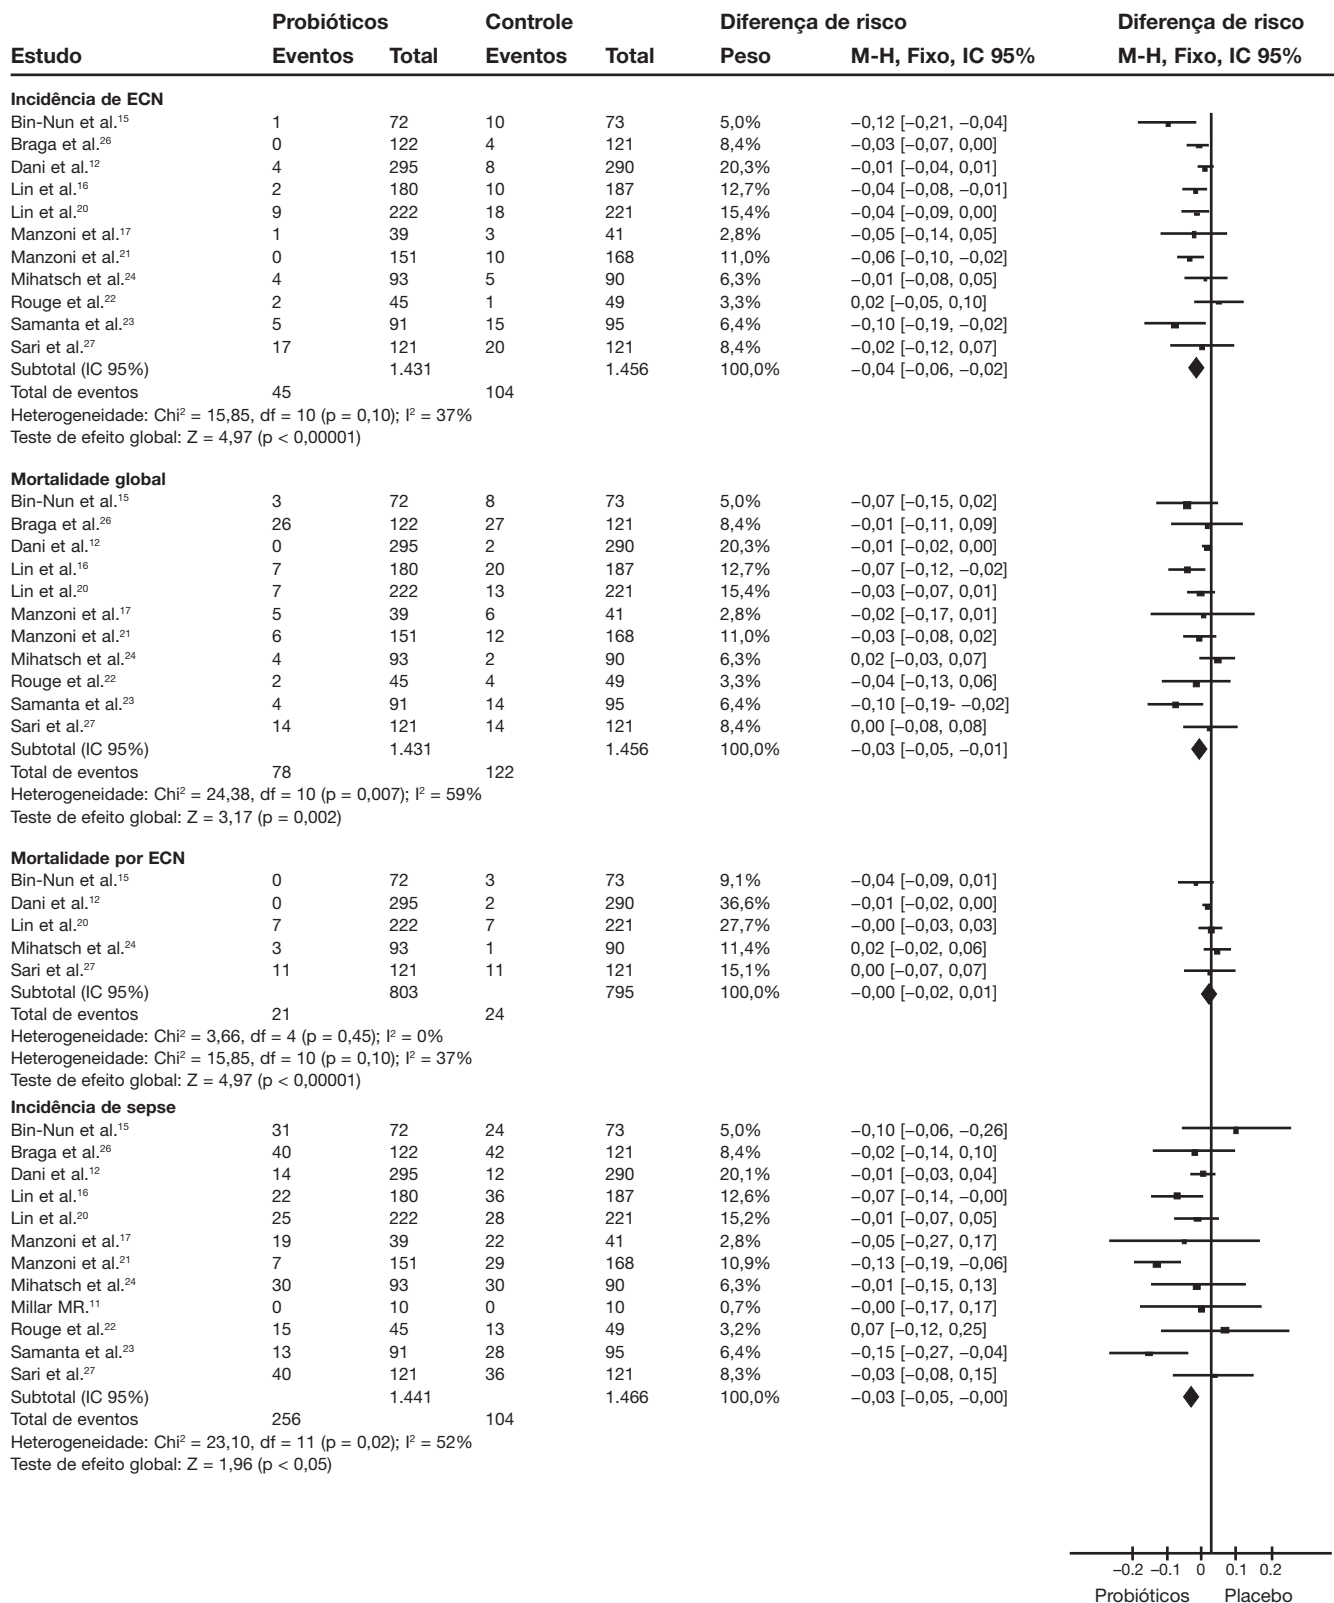 Probióticos Controle Diferença de risco Diferença de risco
Estudo Eventos Total Eventos Total Peso M-H, Fixo, IC 95% M-H, Fixo, IC 95%
Incidência de ECN
Bin-Nun et al.¹⁵ 1 72 10 73 5,0% −0,12 [−0,21, −0,04]
Braga et al.²⁶ 0 122 4 121 8,4% −0,03 [−0,07, 0,00]
Dani et al.¹² 4 295 8 290 20,3% −0,01 [−0,04, 0,01]
Lin et al.¹⁶ 2 180 10 187 12,7% −0,04 [−0,08, −0,01]
Lin et al.²⁰ 9 222 18 221 15,4% −0,04 [−0,09, 0,00]
Manzoni et al.¹⁷ 1 39 3 41 2,8% −0,05 [−0,14, 0,05]
Manzoni et al.²¹ 0 151 10 168 11,0% −0,06 [−0,10, −0,02]
Mihatsch et al.²⁴ 4 93 5 90 6,3% −0,01 [−0,08, 0,05]
Rouge et al.²² 2 45 1 49 3,3% 0,02 [−0,05, 0,10]
Samanta et al.²³ 5 91 15 95 6,4% −0,10 [−0,19, −0,02]
Sari et al.²⁷ 17 121 20 121 8,4% −0,02 [−0,12, 0,07]
Subtotal (IC 95%) 1.431 1.456 100,0% −0,04 [−0,06, −0,02]
Total de eventos 45 104
Heterogeneidade: Chi² = 15,85, df = 10 (p = 0,10); I² = 37%
Teste de efeito global: Z = 4,97 (p < 0,00001)
Mortalidade global
Bin-Nun et al.¹⁵ 3 72 8 73 5,0% −0,07 [−0,15, 0,02]
Braga et al.²⁶ 26 122 27 121 8,4% −0,01 [−0,11, 0,09]
Dani et al.¹² 0 295 2 290 20,3% −0,01 [−0,02, 0,00]
Lin et al.¹⁶ 7 180 20 187 12,7% −0,07 [−0,12, −0,02]
Lin et al.²⁰ 7 222 13 221 15,4% −0,03 [−0,07, 0,01]
Manzoni et al.¹⁷ 5 39 6 41 2,8% −0,02 [−0,17, 0,01]
Manzoni et al.²¹ 6 151 12 168 11,0% −0,03 [−0,08, 0,02]
Mihatsch et al.²⁴ 4 93 2 90 6,3% 0,02 [−0,03, 0,07]
Rouge et al.²² 2 45 4 49 3,3% −0,04 [−0,13, 0,06]
Samanta et al.²³ 4 91 14 95 6,4% −0,10 [−0,19- −0,02]
Sari et al.²⁷ 14 121 14 121 8,4% 0,00 [−0,08, 0,08]
Subtotal (IC 95%) 1.431 1.456 100,0% −0,03 [−0,05, −0,01]
Total de eventos 78 122
Heterogeneidade: Chi² = 24,38, df = 10 (p = 0,007); I² = 59%
Teste de efeito global: Z = 3,17 (p = 0,002)
Mortalidade por ECN
Bin-Nun et al.¹⁵ 0 72 3 73 9,1% −0,04 [−0,09, 0,01]
Dani et al.¹² 0 295 2 290 36,6% −0,01 [−0,02, 0,00]
Lin et al.²⁰ 7 222 7 221 27,7% −0,00 [−0,03, 0,03]
Mihatsch et al.²⁴ 3 93 1 90 11,4% 0,02 [−0,02, 0,06]
Sari et al.²⁷ 11 121 11 121 15,1% 0,00 [−0,07, 0,07]
Subtotal (IC 95%) 803 795 100,0% −0,00 [−0,02, 0,01]
Total de eventos 21 24
Heterogeneidade: Chi² = 3,66, df = 4 (p = 0,45); I² = 0%
Heterogeneidade: Chi² = 15,85, df = 10 (p = 0,10); I² = 37%
Teste de efeito global: Z = 4,97 (p < 0,00001)
Incidência de sepse
Bin-Nun et al.¹⁵ 31 72 24 73 5,0% −0,10 [−0,06, −0,26]
Braga et al.²⁶ 40 122 42 121 8,4% −0,02 [−0,14, 0,10]
Dani et al.¹² 14 295 12 290 20,1% −0,01 [−0,03, 0,04]
Lin et al.¹⁶ 22 180 36 187 12,6% −0,07 [−0,14, −0,00]
Lin et al.²⁰ 25 222 28 221 15,2% −0,01 [−0,07, 0,05]
Manzoni et al.¹⁷ 19 39 22 41 2,8% −0,05 [−0,27, 0,17]
Manzoni et al.²¹ 7 151 29 168 10,9% −0,13 [−0,19, −0,06]
Mihatsch et al.²⁴ 30 93 30 90 6,3% −0,01 [−0,15, 0,13]
Millar MR.¹¹ 0 10 0 10 0,7% −0,00 [−0,17, 0,17]
Rouge et al.²² 15 45 13 49 3,2% 0,07 [−0,12, 0,25]
Samanta et al.²³ 13 91 28 95 6,4% −0,15 [−0,27, −0,04]
Sari et al.²⁷ 40 121 36 121 8,3% −0,03 [−0,08, 0,15]
Subtotal (IC 95%) 1.441 1.466 100,0% −0,03 [−0,05, −0,00]
Total de eventos 256 104
Heterogeneidade: Chi² = 23,10, df = 11 (p = 0,02); I² = 52%
Teste de efeito global: Z = 1,96 (p < 0,05)
−0.2 −0.1 0 0.1 0.2
Probióticos Placebo